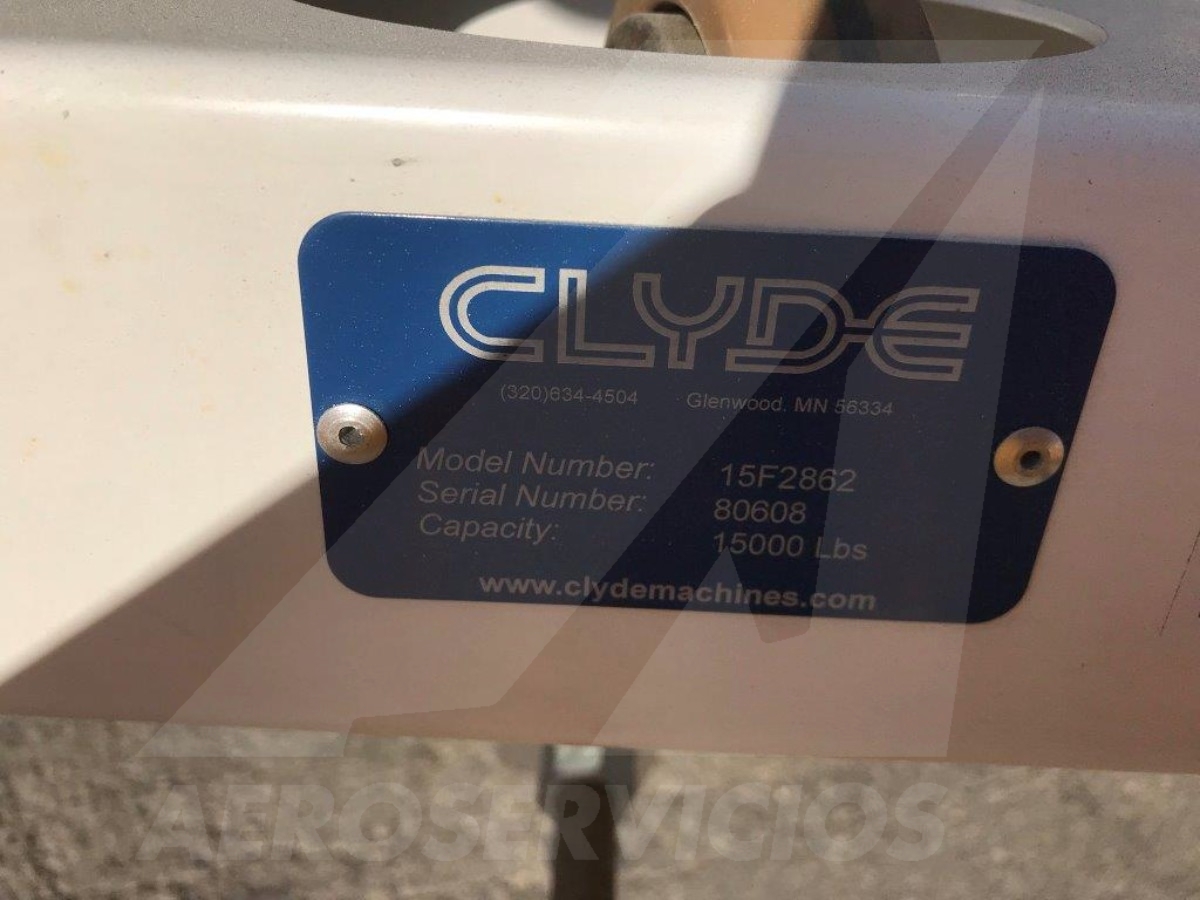 CLYDE
(320)634-4504 Glenwood, MN 56334
Model Number: 15F2862
Serial Number: 80608
Capacity: 15000 Lbs
www.clydemachines.com
AEROSERVICIOS